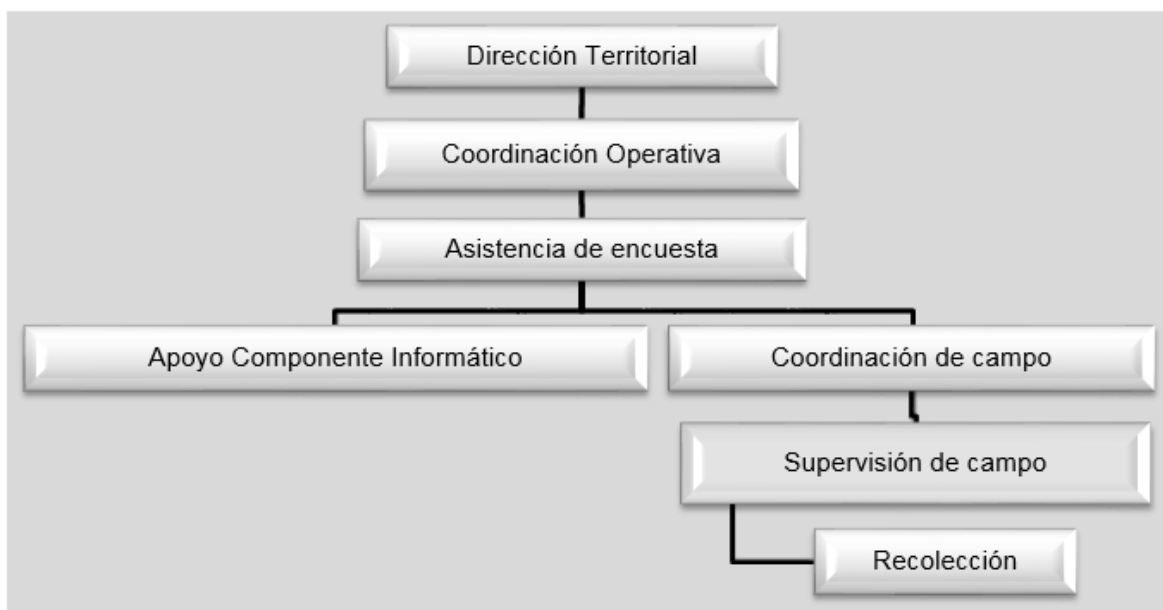 Dirección Territorial
Coordinación Operativa
Asistencia de encuesta
Apoyo Componente Informático
Coordinación de campo
Supervisión de campo
Recolección